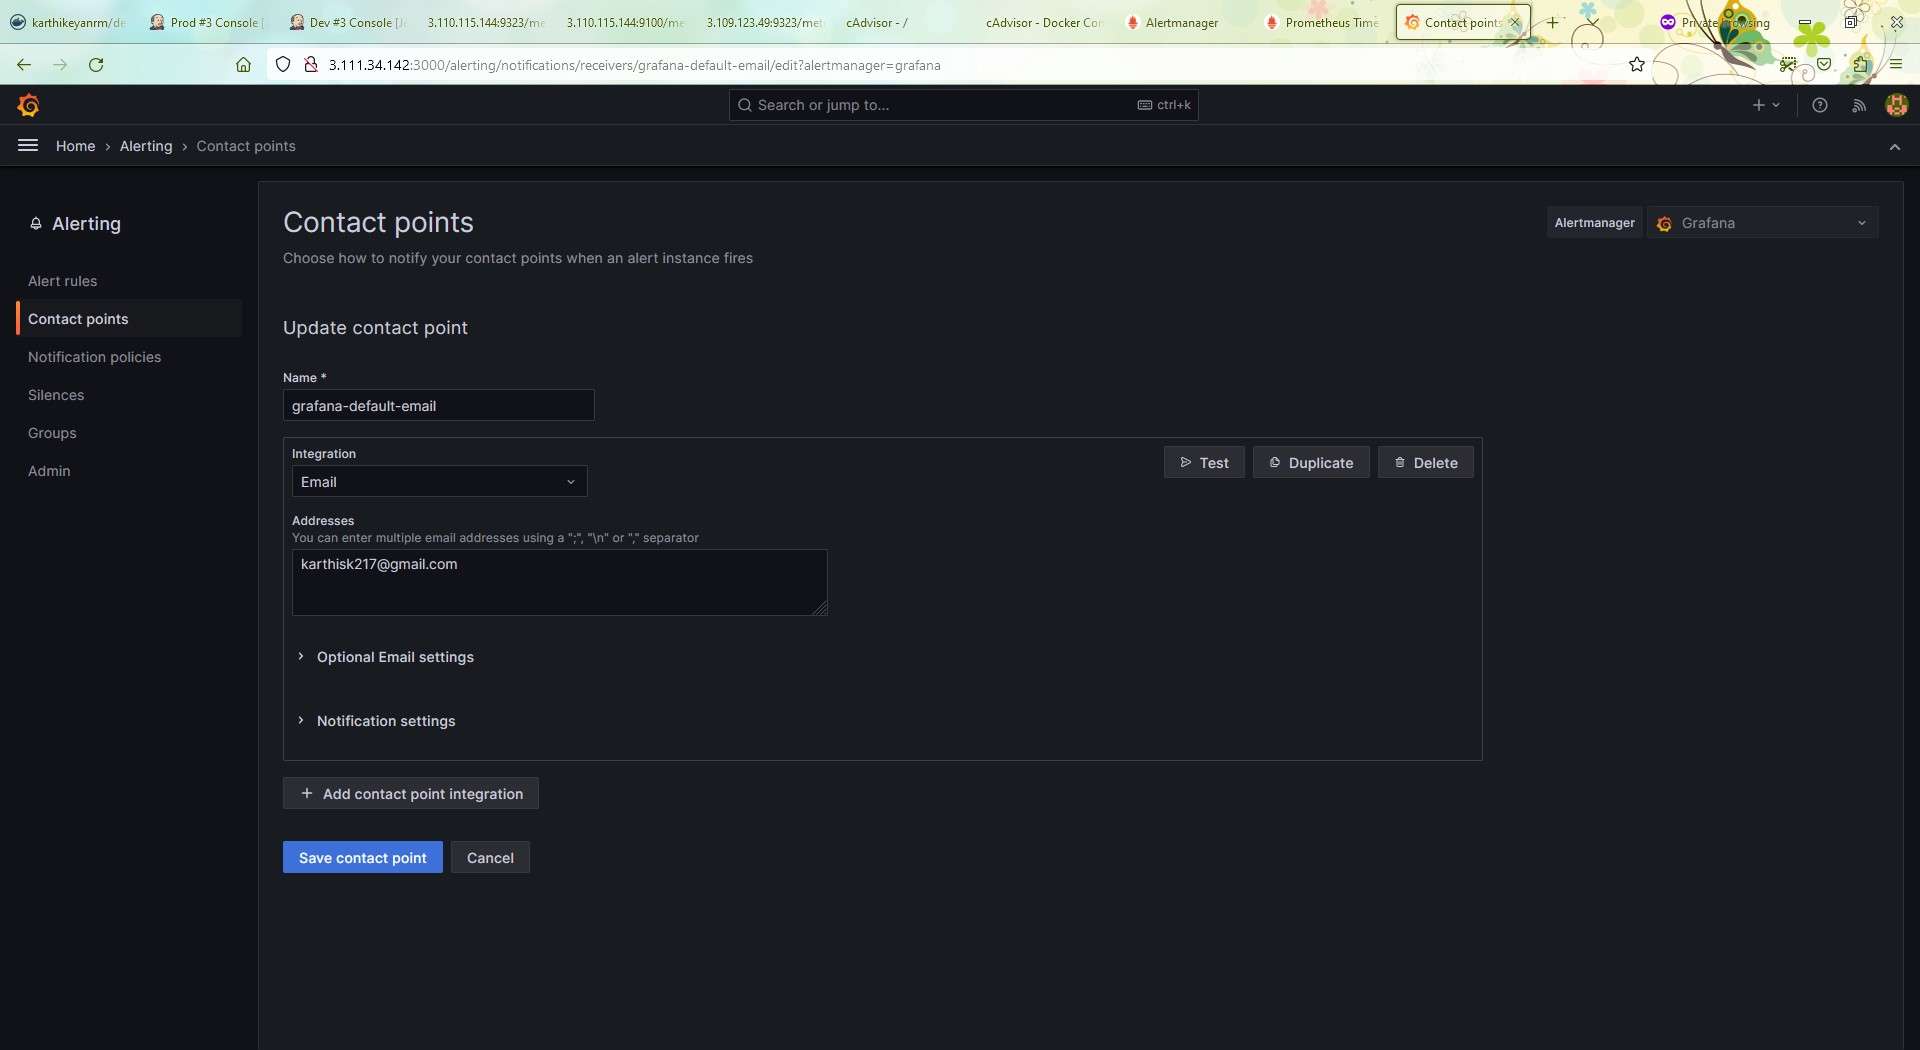 karthikeyanrm/de
Prod #3 Console [
Dev #3 Console [Je
3.110.115.144:9323/me
3.110.115.144:9100/me
3.109.123.49:9323/met
cAdvisor - /
cAdvisor - Docker Con
Alertmanager
Prometheus Time
Contact points
Private browsing
3.111.34.142:3000/alerting/notifications/receivers/grafana-default-email/edit?alertmanager=grafana
Search or jump to...
ctrl+k
Home › Alerting › Contact points
Alerting
Alert rules
Contact points
Notification policies
Silences
Groups
Admin
Contact points
Choose how to notify your contact points when an alert instance fires
Alertmanager
Grafana
Update contact point
Name *
grafana-default-email
Integration
Email
Test
Duplicate
Delete
Addresses
You can enter multiple email addresses using a ";", "\n" or "," separator
karthisk217@gmail.com
Optional Email settings
Notification settings
Add contact point integration
Save contact point
Cancel